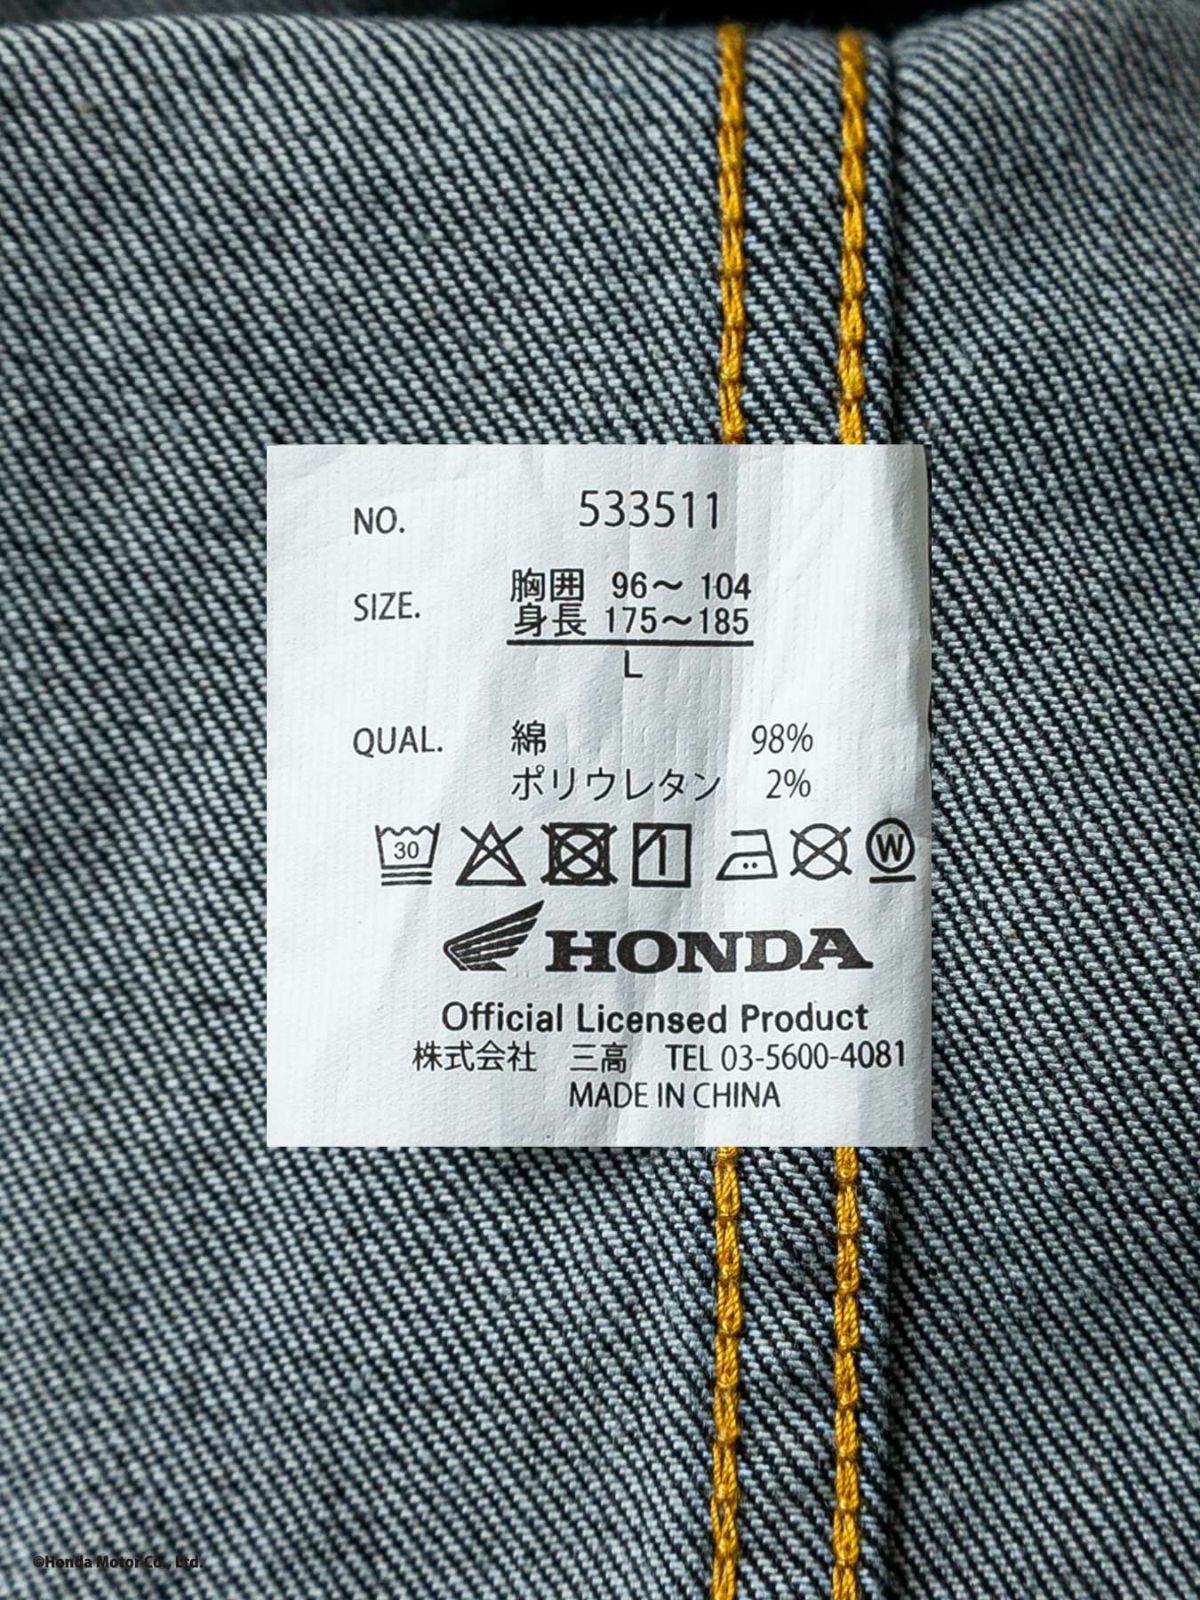 NO. 533511
SIZE. 胸囲 96～ 104
身長 175～185
L
QUAL. 綿 98%
ポリウレタン 2%
30 W
HONDA
Official Licensed Product
株式会社 三高 TEL 03-5600-4081
MADE IN CHINA
©Honda Motor Co., Ltd.